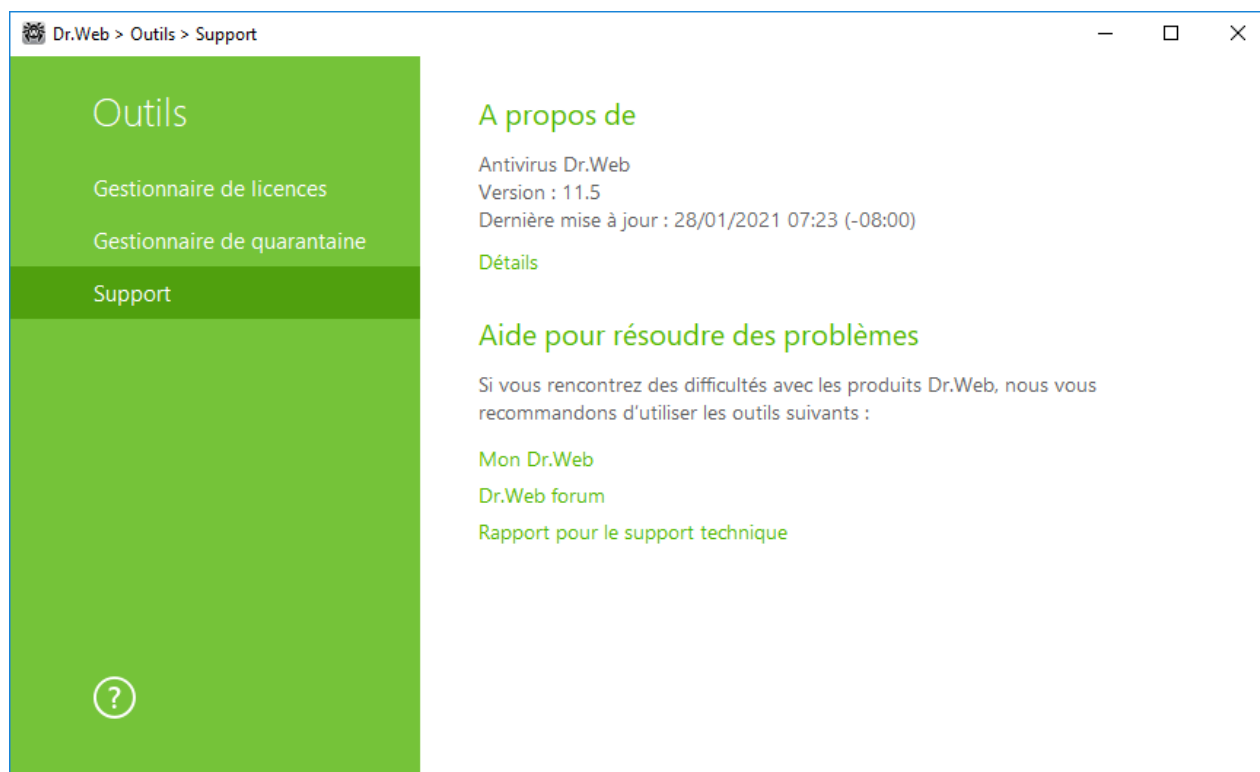 Dr.Web > Outils > Support
Outils
Gestionnaire de licences
Gestionnaire de quarantaine
Support
?
A propos de
Antivirus Dr.Web
Version : 11.5
Dernière mise à jour : 28/01/2021 07:23 (-08:00)
Détails
Aide pour résoudre des problèmes
Si vous rencontrez des difficultés avec les produits Dr.Web, nous vous
recommandons d’utiliser les outils suivants :
Mon Dr.Web
Dr.Web forum
Rapport pour le support technique